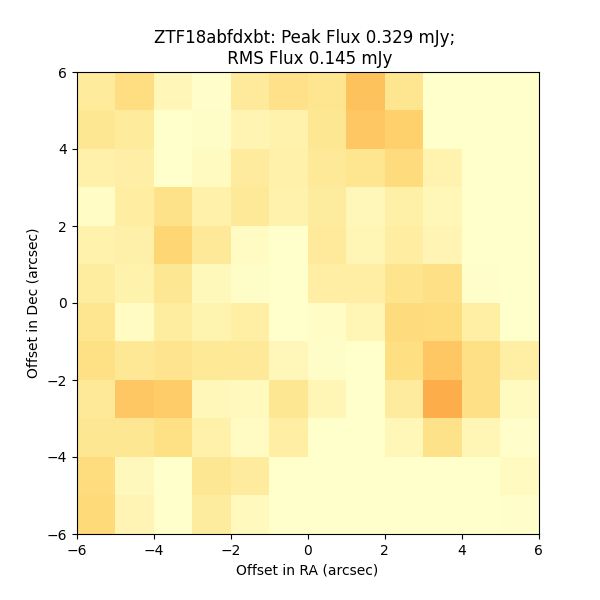 ZTF18abfdxbt: Peak Flux 0.329 mJy;
RMS Flux 0.145 mJy
6
4
2
0
−2
−4
−6
Offset in Dec (arcsec)
−6 −4 −2 0 2 4 6
Offset in RA (arcsec)